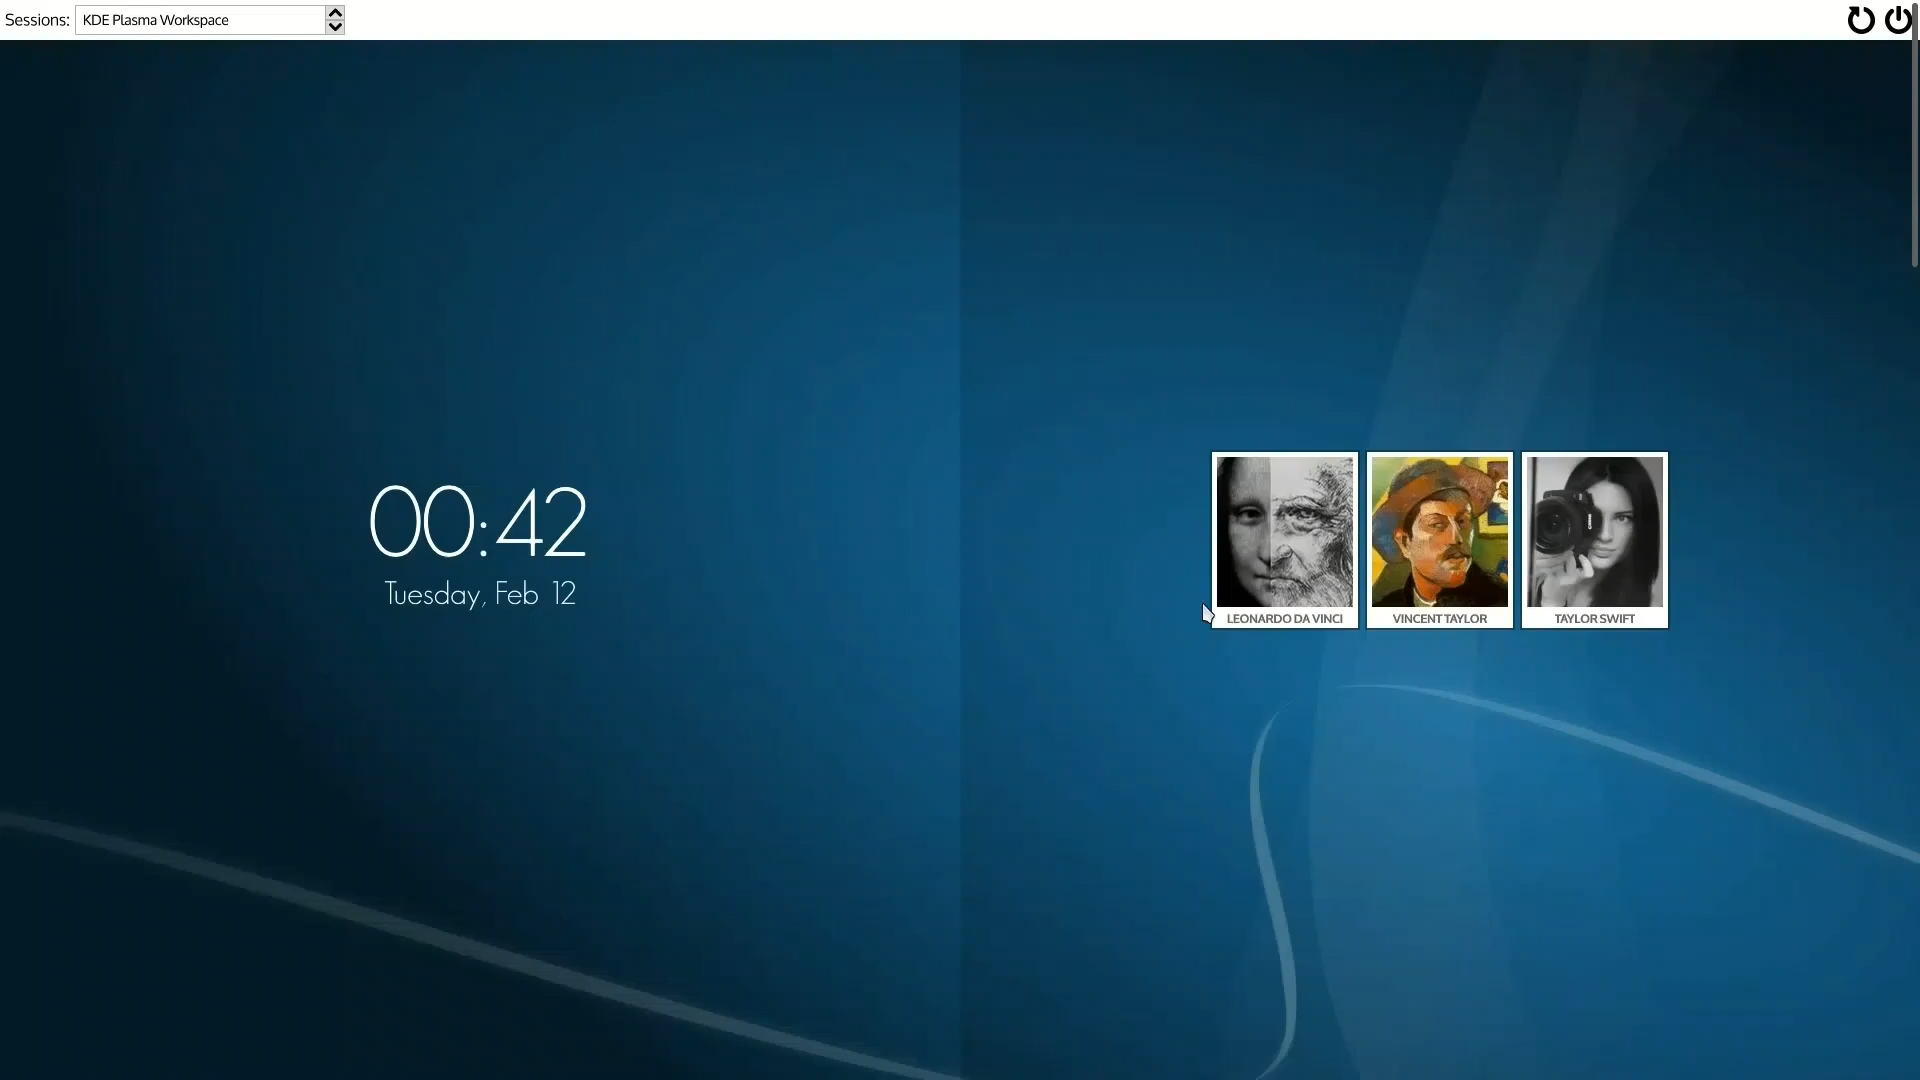 Sessions: KDE Plasma Workspace
00:42
Tuesday, Feb 12
LEONARDO DA VINCI
VINCENT TAYLOR
TAYLOR SWIFT